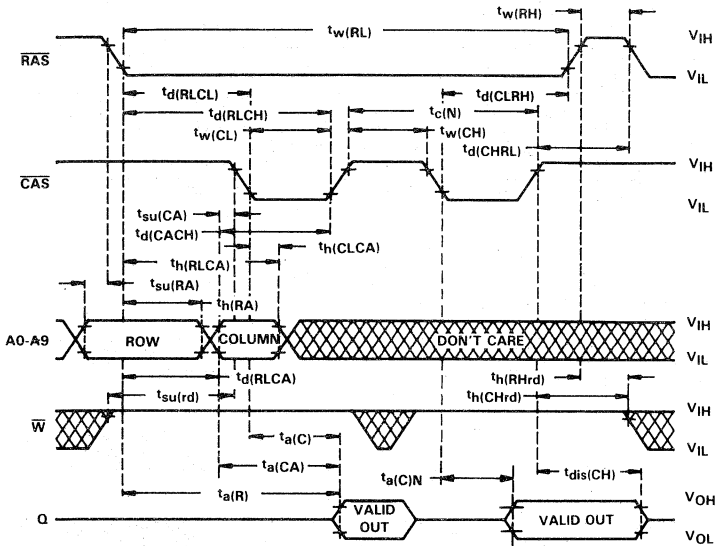 tw(RH)
tw(RL)
VIH
RAS
VIL
td(RLCL)
td(CLRH)
td(RLCH)
tc(N)
tw(CL)
tw(CH)
td(CHRL)
VIH
CAS
VIL
tsu(CA)
td(CACH)
th(CLCA)
th(RLCA)
tsu(RA)
th(RA)
VIH
A0-A9 ROW COLUMN DON'T CARE
VIL
td(RLCA)
th(RHrd)
tsu(rd)
th(CHrd)
VIH
W
VIL
ta(C)
ta(CA)
ta(C)N
tdis(CH)
ta(R)
VOH
Q VALID OUT VALID OUT
VOL